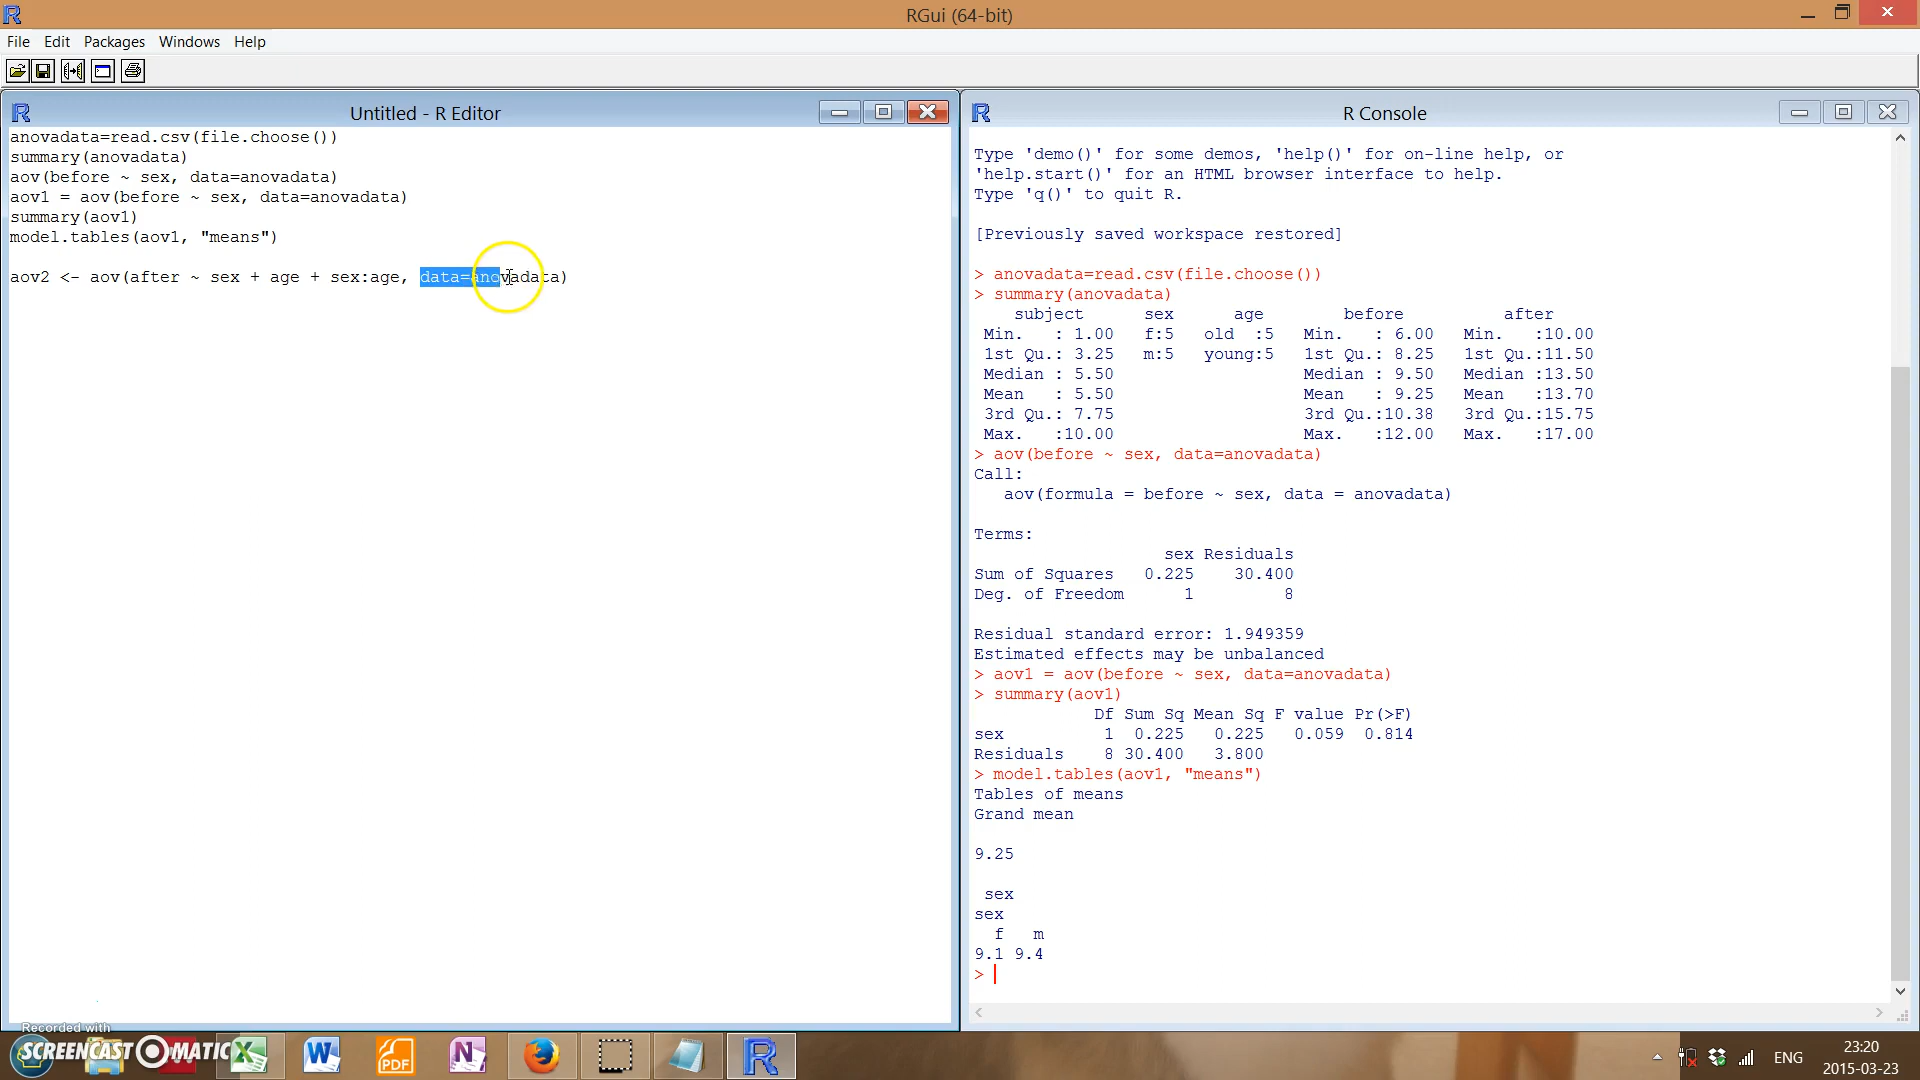 RGui (64-bit)
File Edit Packages Windows Help
Untitled - R Editor
anovadata=read.csv(file.choose())
summary(anovadata)
aov(before ~ sex, data=anovadata)
aov1 = aov(before ~ sex, data=anovadata)
summary(aov1)
model.tables(aov1, "means")
aov2 <- aov(after ~ sex + age + sex:age, data=anovadata)
R Console
Type 'demo()' for some demos, 'help()' for on-line help, or
'help.start()' for an HTML browser interface to help.
Type 'q()' to quit R.
[Previously saved workspace restored]
> anovadata=read.csv(file.choose())
> summary(anovadata)
subject sex age before after
Min. : 1.00 f:5 old :5 Min. : 6.00 Min. :10.00
1st Qu.: 3.25 m:5 young:5 1st Qu.: 8.25 1st Qu.:11.50
Median : 5.50 Median : 9.50 Median :13.50
Mean : 5.50 Mean : 9.25 Mean :13.70
3rd Qu.: 7.75 3rd Qu.:10.38 3rd Qu.:15.75
Max. :10.00 Max. :12.00 Max. :17.00
> aov(before ~ sex, data=anovadata)
Call:
aov(formula = before ~ sex, data = anovadata)
Terms:
sex Residuals
Sum of Squares 0.225 30.400
Deg. of Freedom 1 8
Residual standard error: 1.949359
Estimated effects may be unbalanced
> aov1 = aov(before ~ sex, data=anovadata)
> summary(aov1)
Df Sum Sq Mean Sq F value Pr(>F)
sex 1 0.225 0.225 0.059 0.814
Residuals 8 30.400 3.800
> model.tables(aov1, "means")
Tables of means
Grand mean
9.25
sex
sex
f m
9.1 9.4
>
Recorded with
SCREENCAST-O-MATIC
PDF
ENG
23:20
2015-03-23